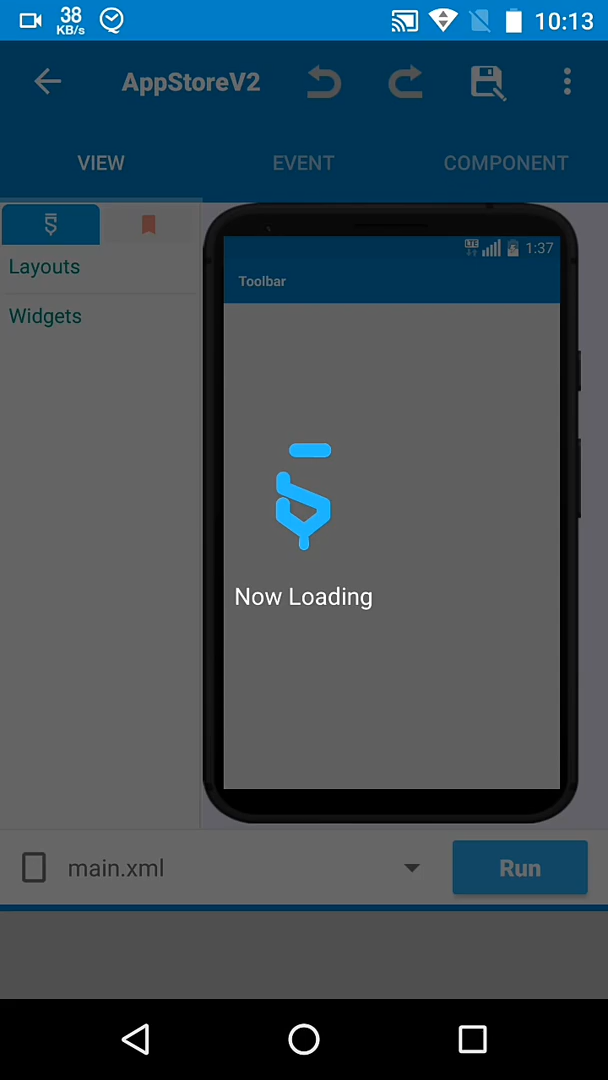 38
KB/s
10:13
AppStoreV2
VIEW EVENT COMPONENT
Layouts
Widgets
LTE 1:37
Toolbar
Now Loading
main.xml
Run